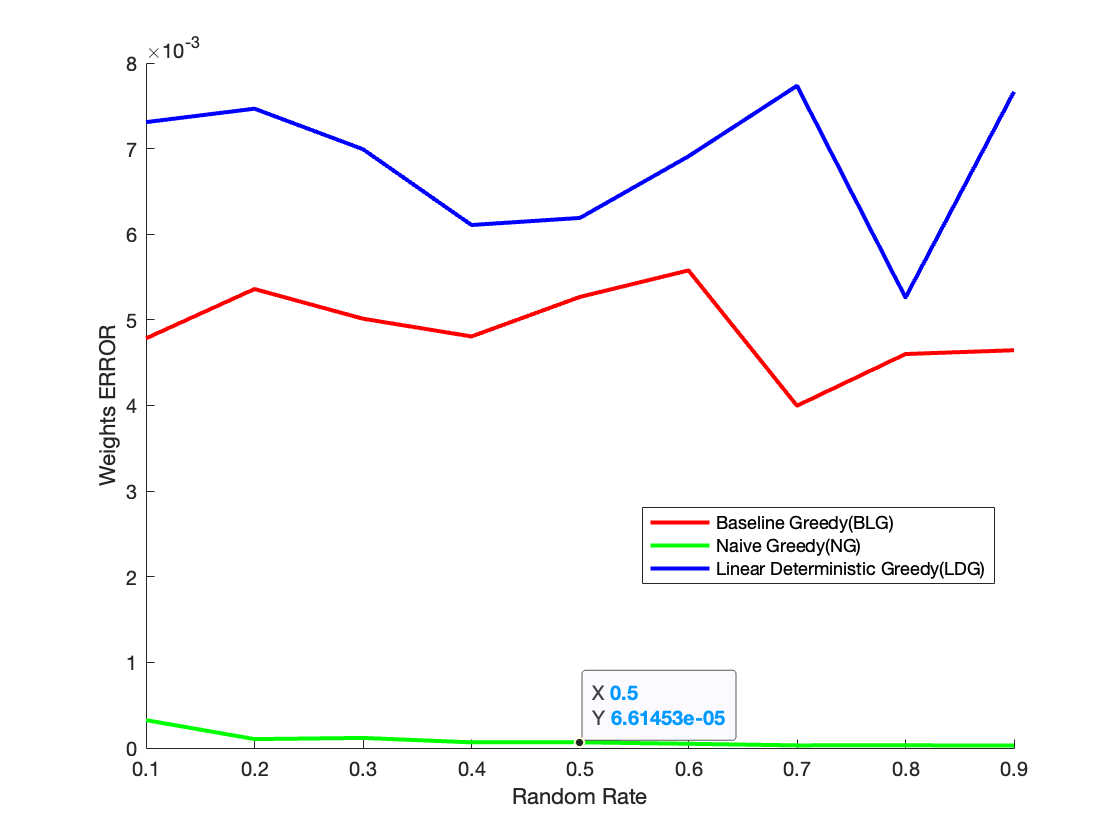 ×10-3
8
7
6
5
4
3
2
1
0
Weights ERROR
Baseline Greedy(BLG)
Naive Greedy(NG)
Linear Deterministic Greedy(LDG)
X 0.5
Y 6.61453e-05
0.1 0.2 0.3 0.4 0.5 0.6 0.7 0.8 0.9
Random Rate